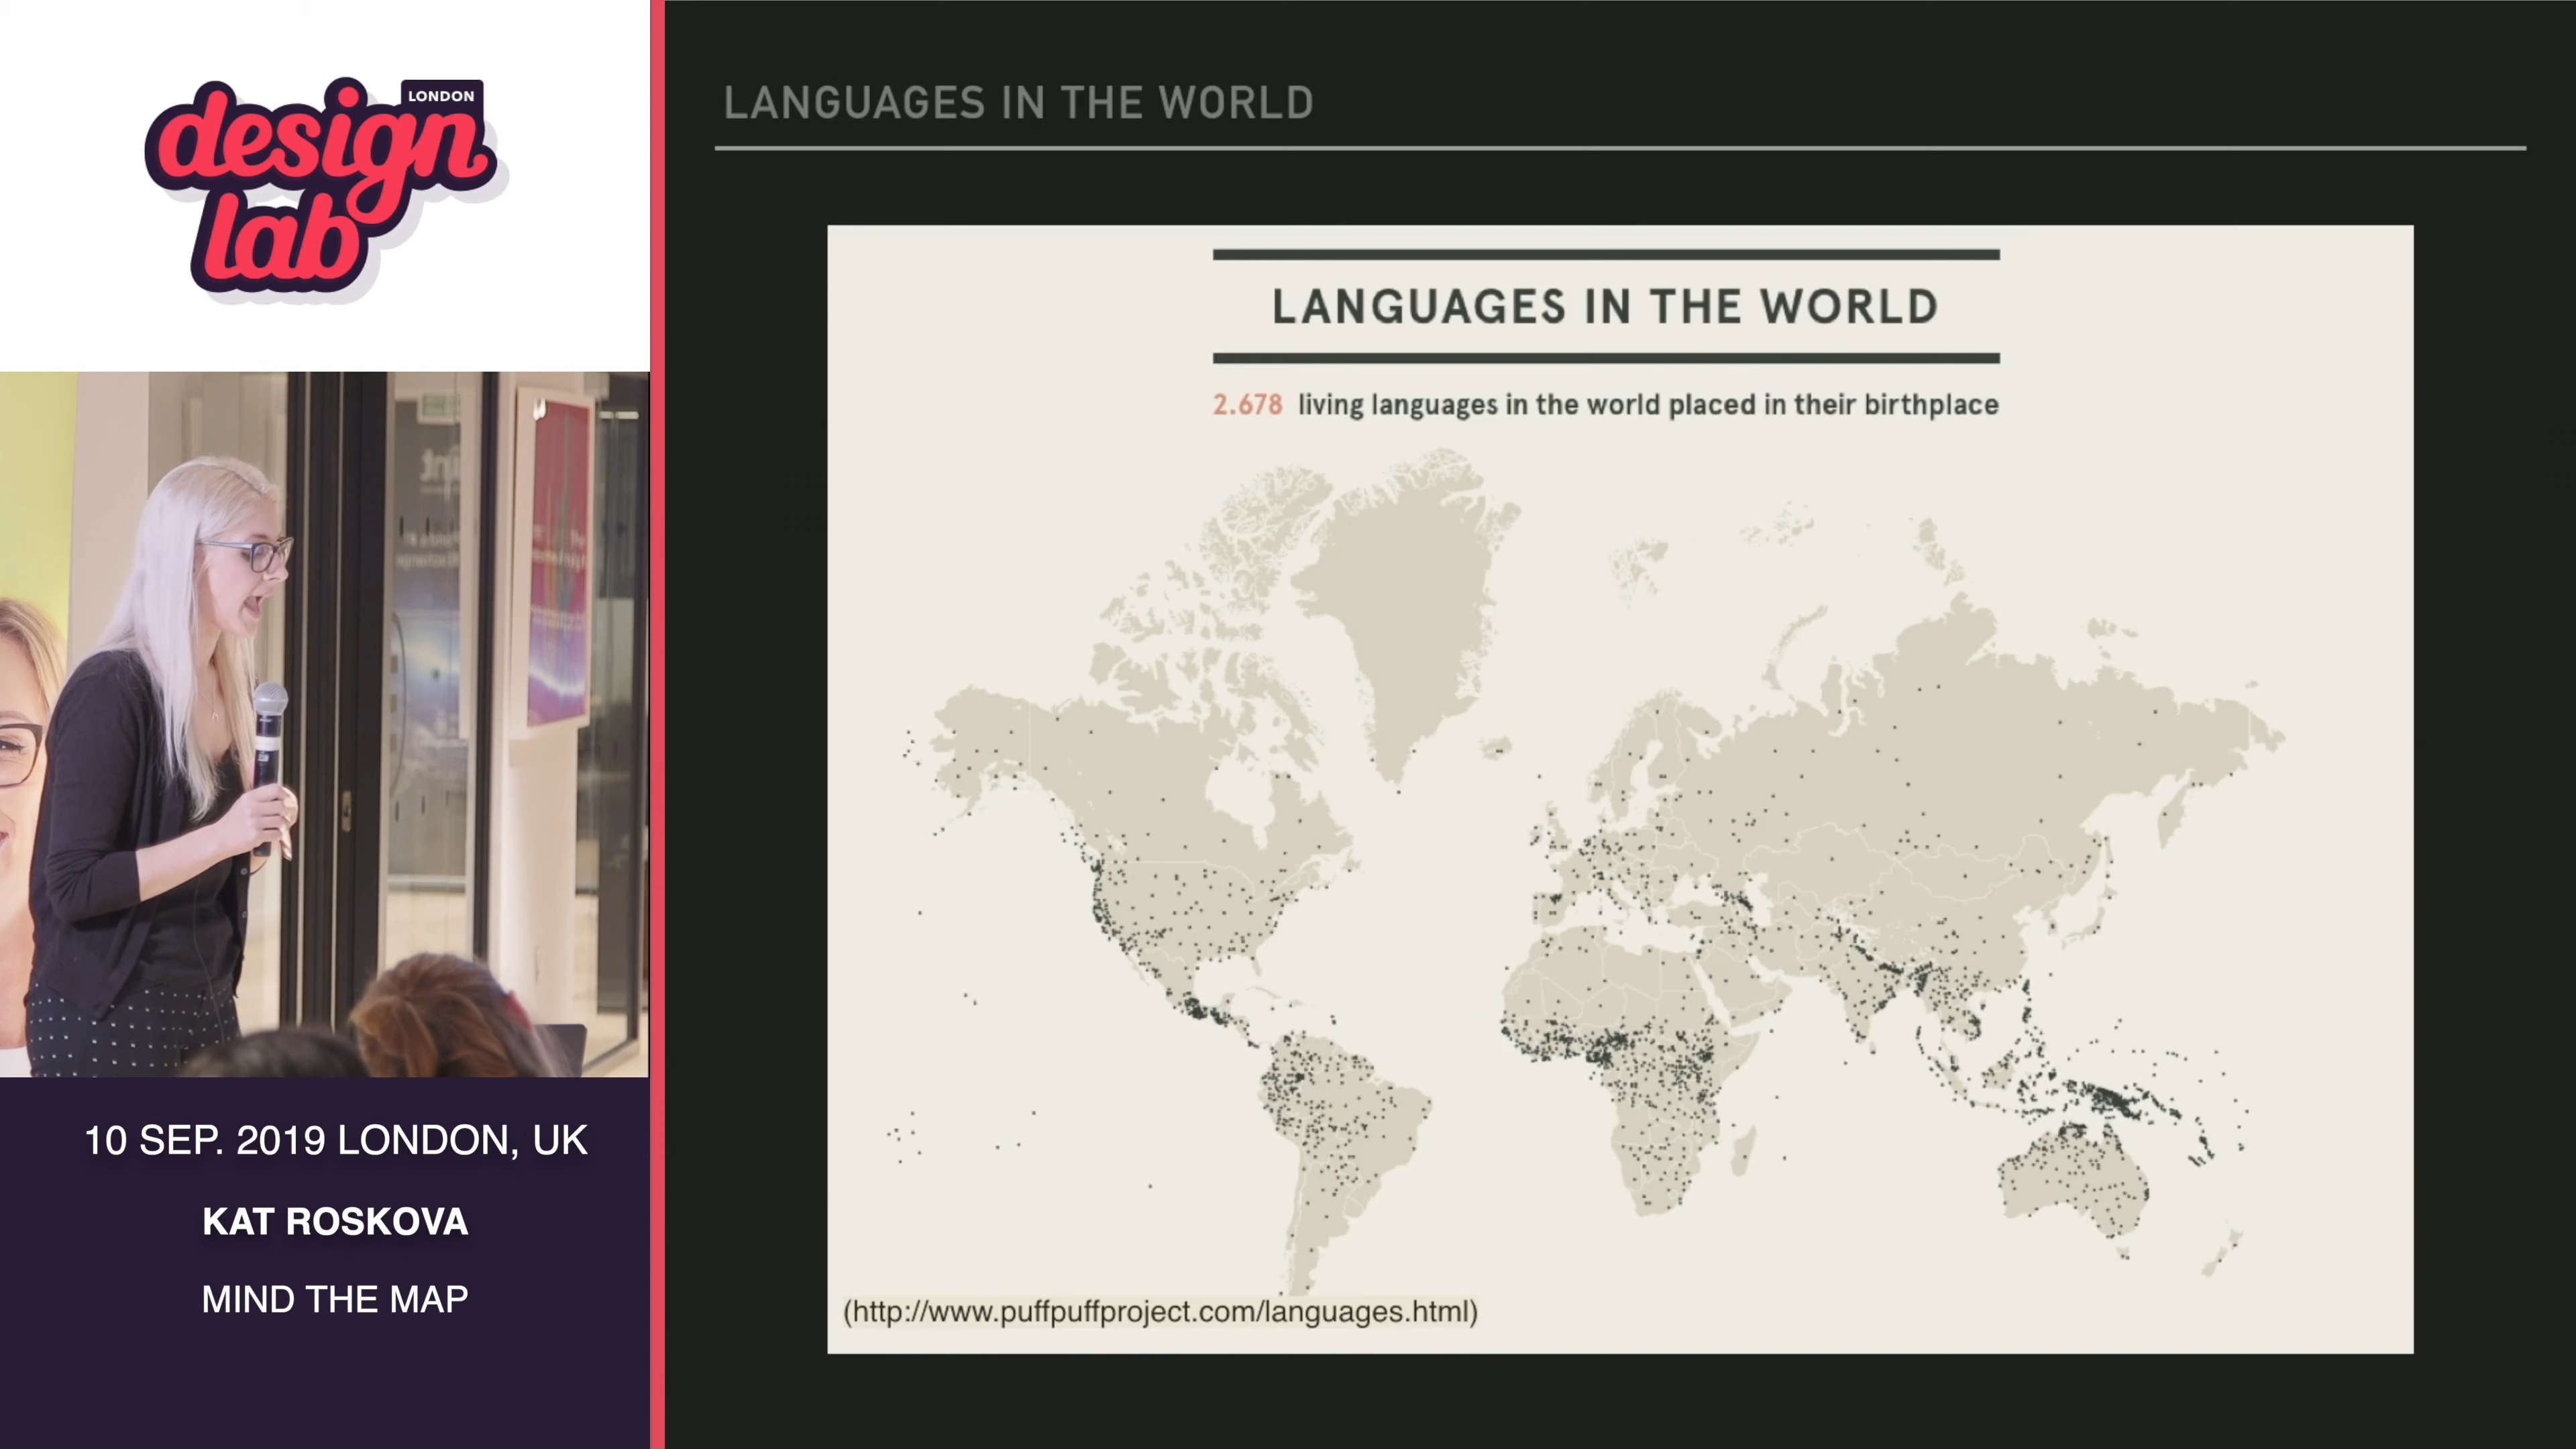 LONDON
design
lab
10 SEP. 2019 LONDON, UK
KAT ROSKOVA
MIND THE MAP
LANGUAGES IN THE WORLD
LANGUAGES IN THE WORLD
2.678 living languages in the world placed in their birthplace
(http://www.puffpuffproject.com/languages.html)